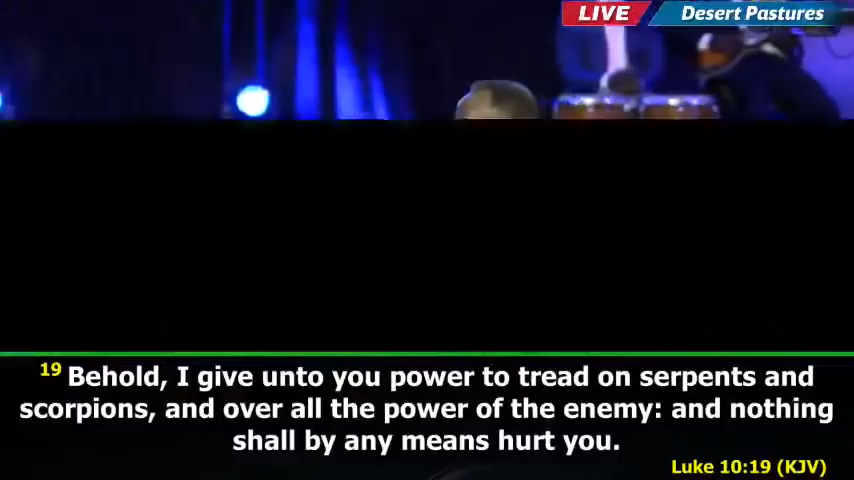 LIVE Desert Pastures
19 Behold, I give unto you power to tread on serpents and
scorpions, and over all the power of the enemy: and nothing
shall by any means hurt you.
Luke 10:19 (KJV)